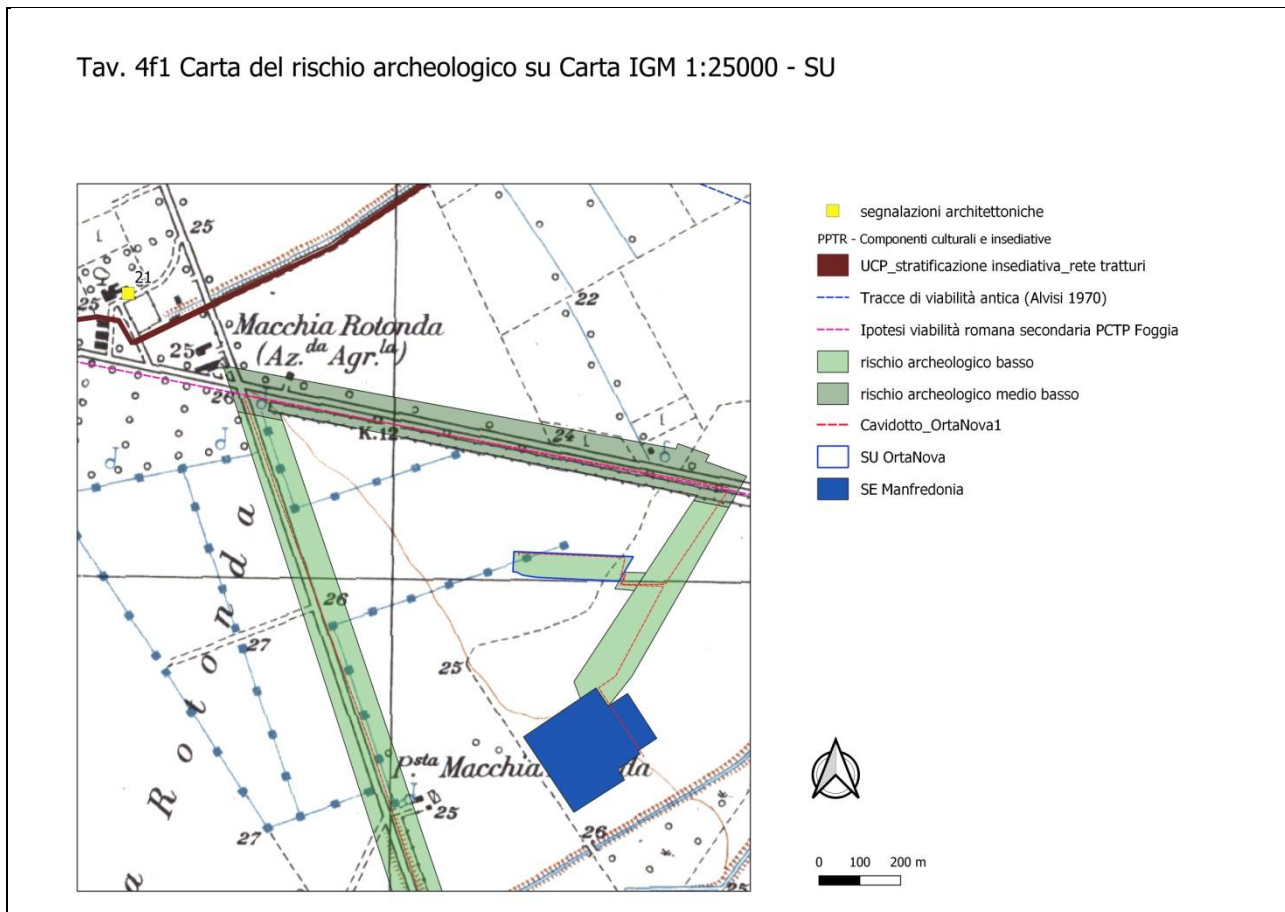 Tav. 4f1 Carta del rischio archeologico su Carta IGM 1:25000 - SU
25
21
25
22
Macchia Rotonda
(Az.da Agr.la)
25
26
K.12
24
Rotonda
26
27
25
P.sta Macchia
25
27
26
25
a
segnalazioni architettoniche
PPTR - Componenti culturali e insediative
UCP_stratificazione insediativa_rete tratturi
Tracce di viabilità antica (Alvisi 1970)
Ipotesi viabilità romana secondaria PCTP Foggia
rischio archeologico basso
rischio archeologico medio basso
Cavidotto_OrtaNova1
SU OrtaNova
SE Manfredonia
0 100 200 m